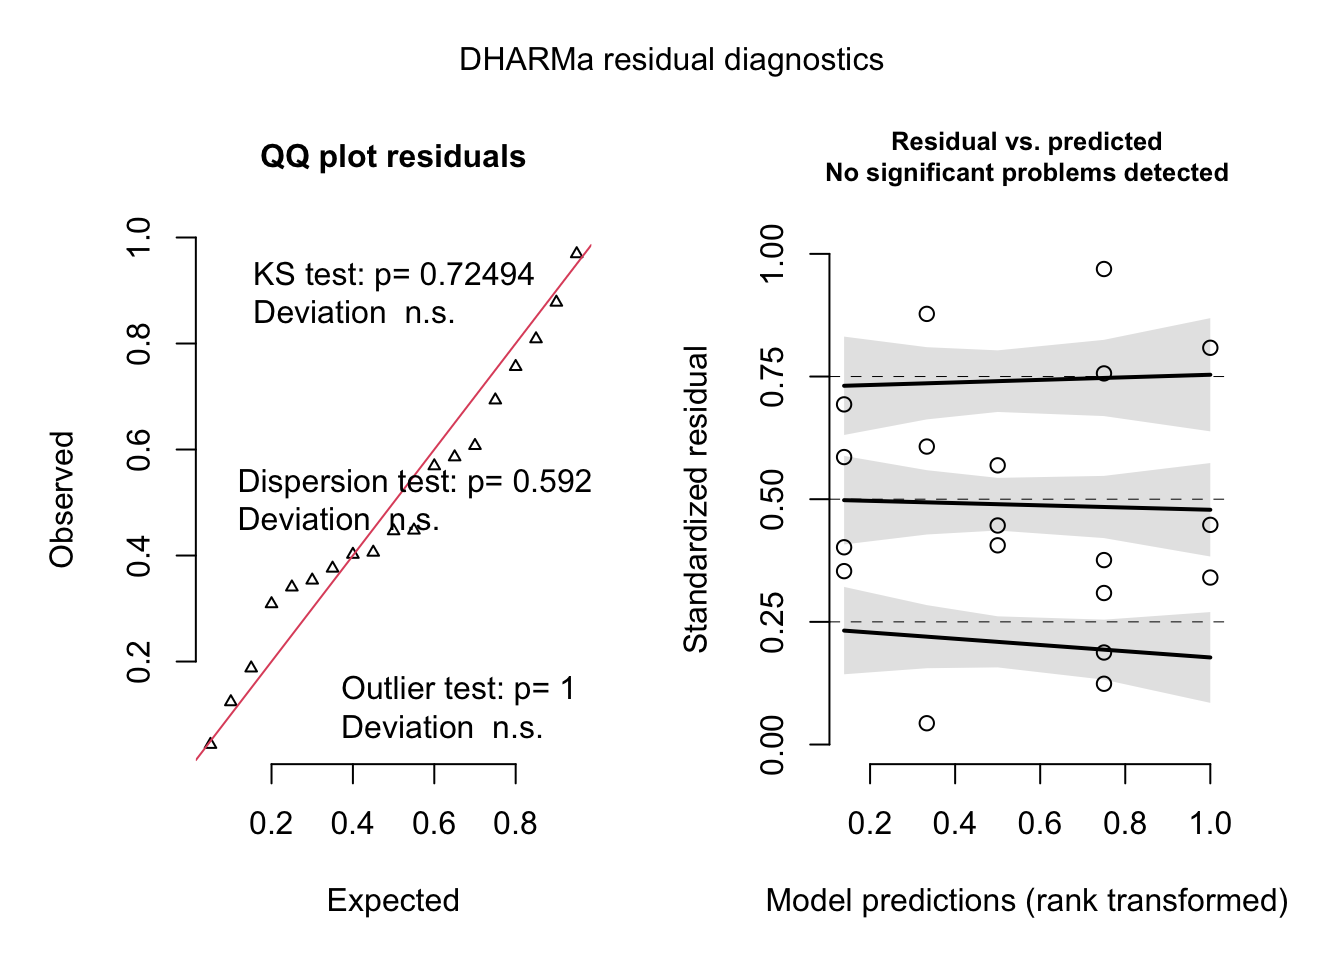 DHARMa residual diagnostics
QQ plot residuals
KS test: p= 0.72494
Deviation  n.s.
Dispersion test: p= 0.592
Deviation  n.s.
Outlier test: p= 1
Deviation  n.s.
Observed
1.0
0.8
0.6
0.4
0.2
0.2 0.4 0.6 0.8
Expected
Residual vs. predicted
No significant problems detected
Standardized residual
1.00
0.75
0.50
0.25
0.00
0.2 0.4 0.6 0.8 1.0
Model predictions (rank transformed)